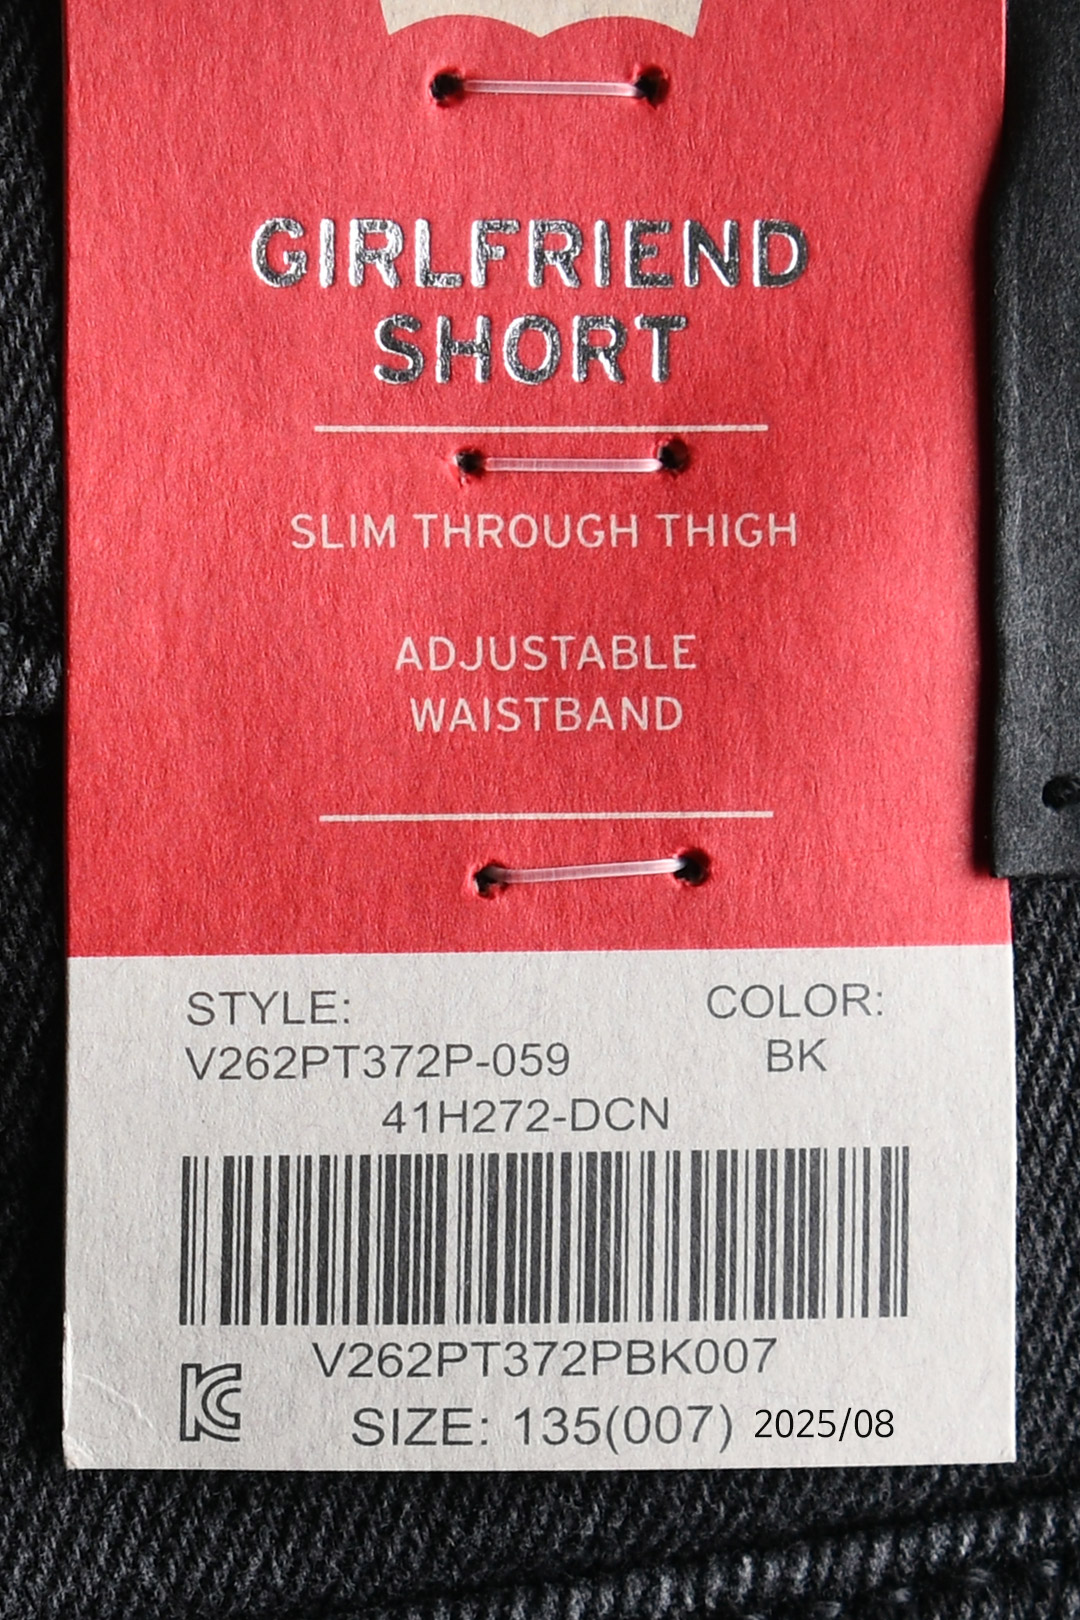 GIRLFRIEND
SHORT
SLIM THROUGH THIGH
ADJUSTABLE
WAISTBAND
STYLE: COLOR:
V262PT372P-059 BK
41H272-DCN
V262PT372PBK007
KC
SIZE: 135(007) 2025/08